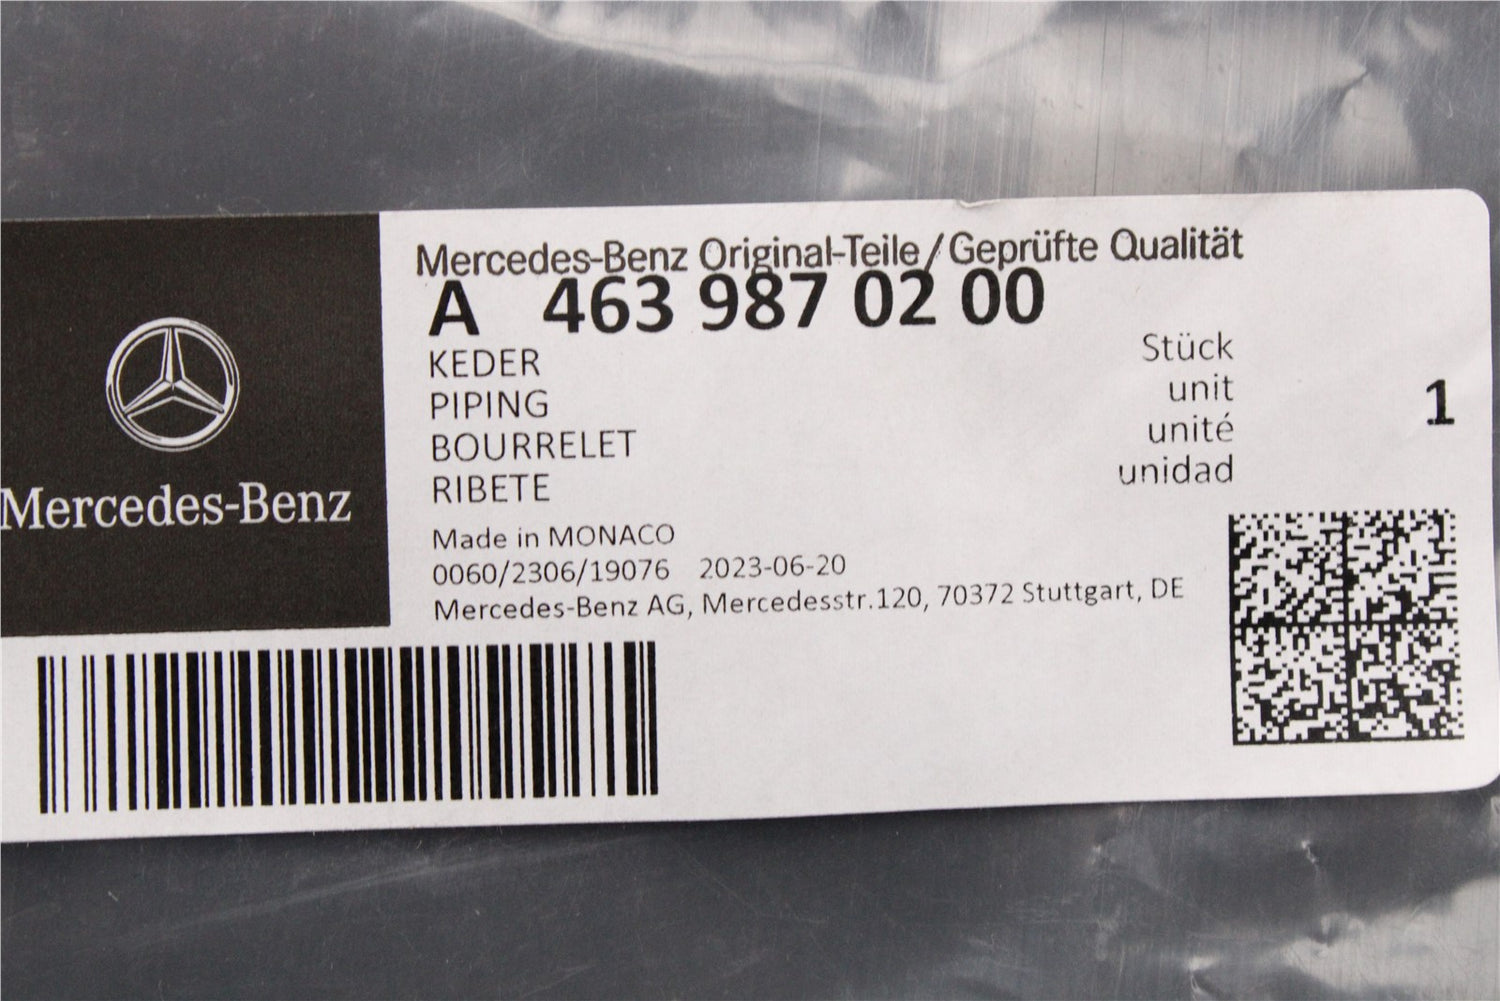 Mercedes-Benz
Mercedes-Benz Original-Teile/Geprüfte Qualität
A 463 987 02 00
KEDER
PIPING
BOURRELET
RIBETE
Stück
unit
unité
unidad
1
Made in MONACO
0060/2306/19076 2023-06-20
Mercedes-Benz AG, Mercedesstr.120, 70372 Stuttgart, DE